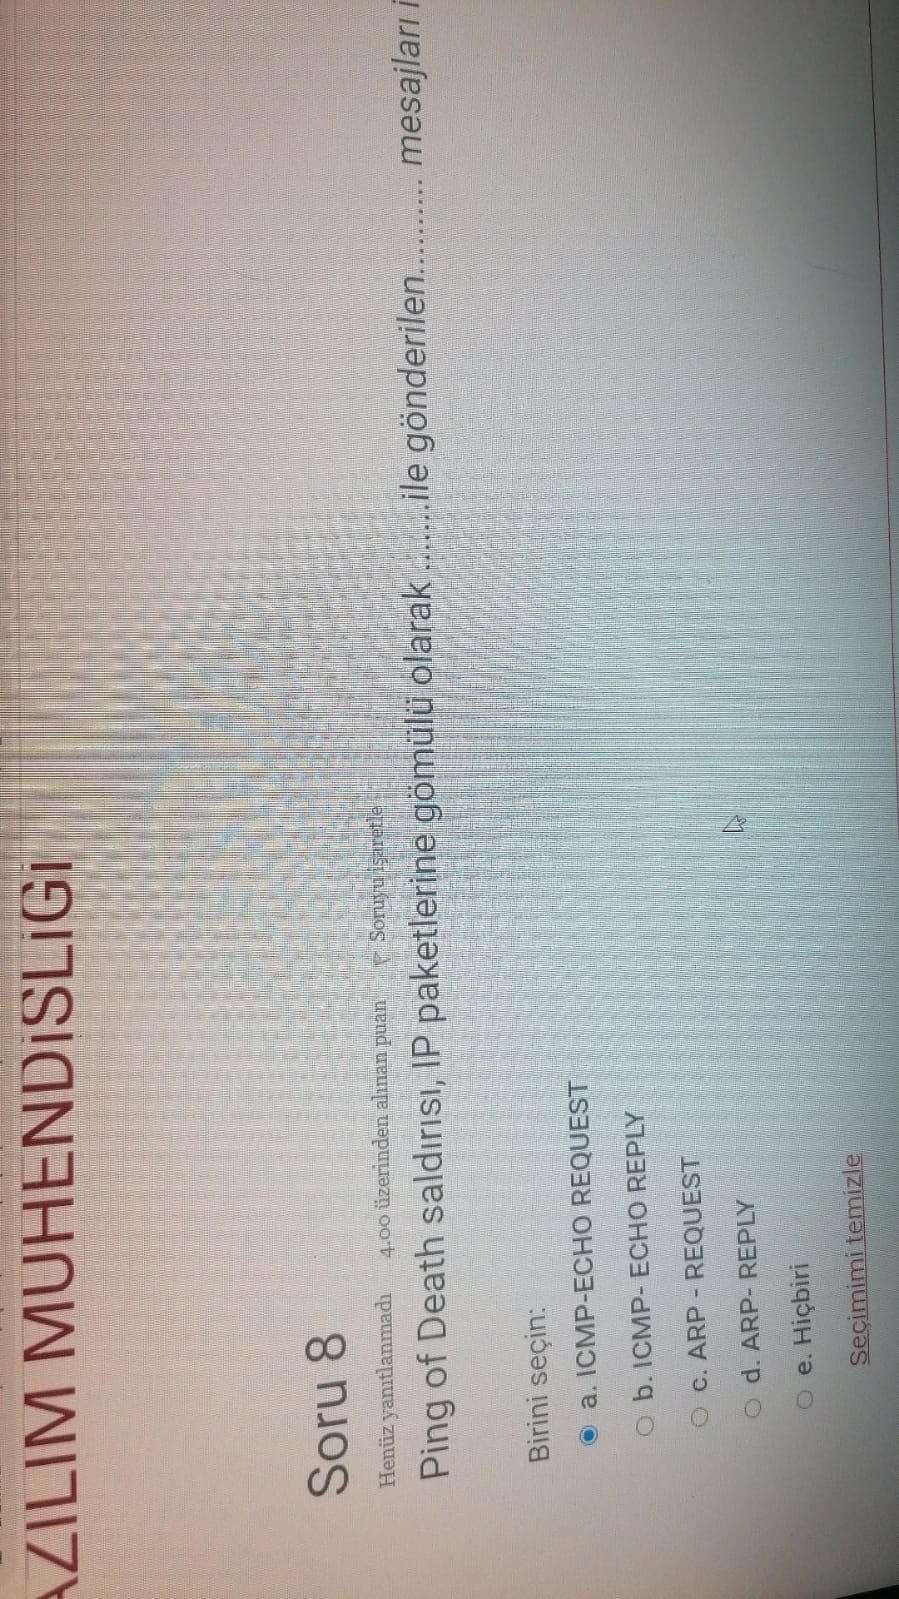 AZILIM MUHENDİSLİGİ
Soru 8
Henüz yanıtlanmadı 4.00 üzerinden alınan puan Soruyu işaretle
Ping of Death saldırısı, IP paketlerine gömülü olarak .......ile gönderilen.......... mesajları i
Birini seçin:
a. ICMP-ECHO REQUEST
b. ICMP- ECHO REPLY
c. ARP - REQUEST
d. ARP- REPLY
e. Hiçbiri
Seçimimi temizle